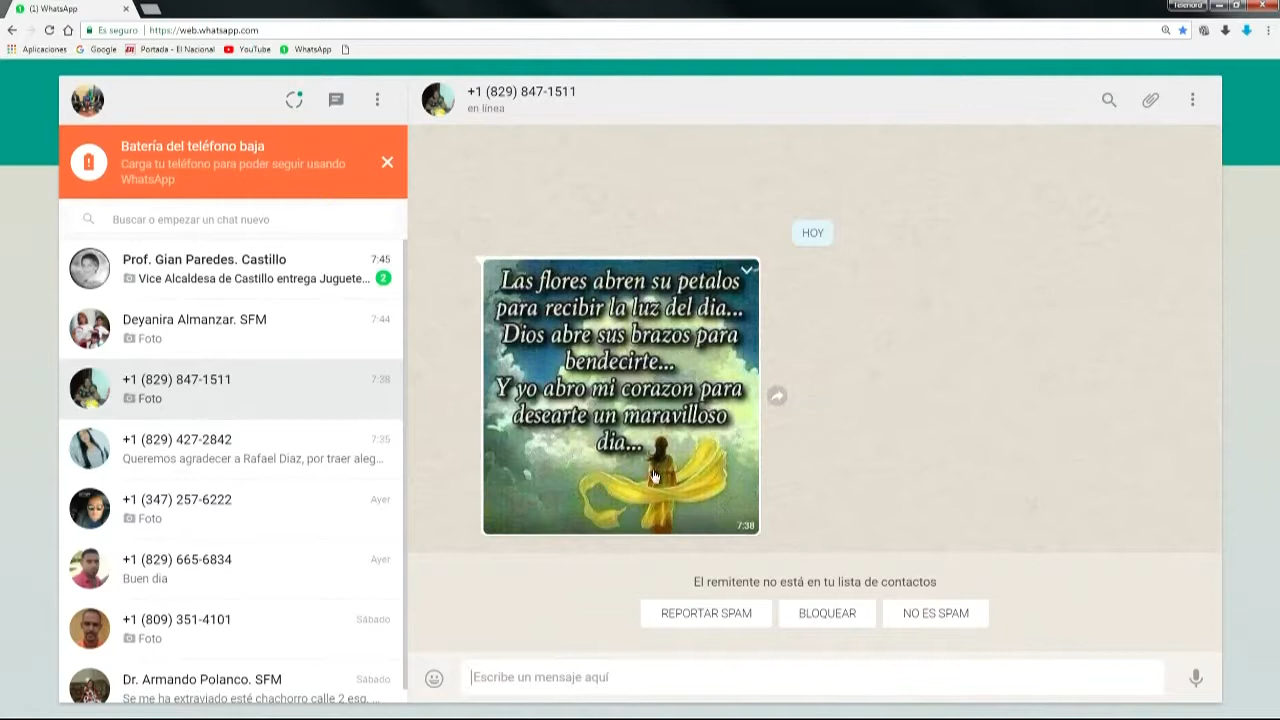 (1) WhatsApp
Teknord
Es seguro | https://web.whatsapp.com
Aplicaciones
Google
Portada - El Nacional
YouTube
WhatsApp
+1 (829) 847-1511
en línea
Batería del teléfono baja
Carga tu teléfono para poder seguir usando
WhatsApp
Buscar o empezar un chat nuevo
Prof. Gian Paredes. Castillo
7:45
Vice Alcaldesa de Castillo entrega Juguete...
2
Deyanira Almanzar. SFM
7:44
Foto
+1 (829) 847-1511
7:38
Foto
+1 (829) 427-2842
7:35
Queremos agradecer a Rafael Diaz, por traer aleg...
+1 (347) 257-6222
Ayer
Foto
+1 (829) 665-6834
Ayer
Buen dia
+1 (809) 351-4101
Sábado
Foto
Dr. Armando Polanco. SFM
Sábado
Se me ha extraviado esté chachorro calle 2 esq. ...
HOY
Las flores abren su petalos
para recibir la luz del dia...
Dios abre sus brazos para
bendecirte...
Y yo abro mi corazon para
desearte un maravilloso
dia...
7:38
El remitente no está en tu lista de contactos
REPORTAR SPAM
BLOQUEAR
NO ES SPAM
Escribe un mensaje aquí